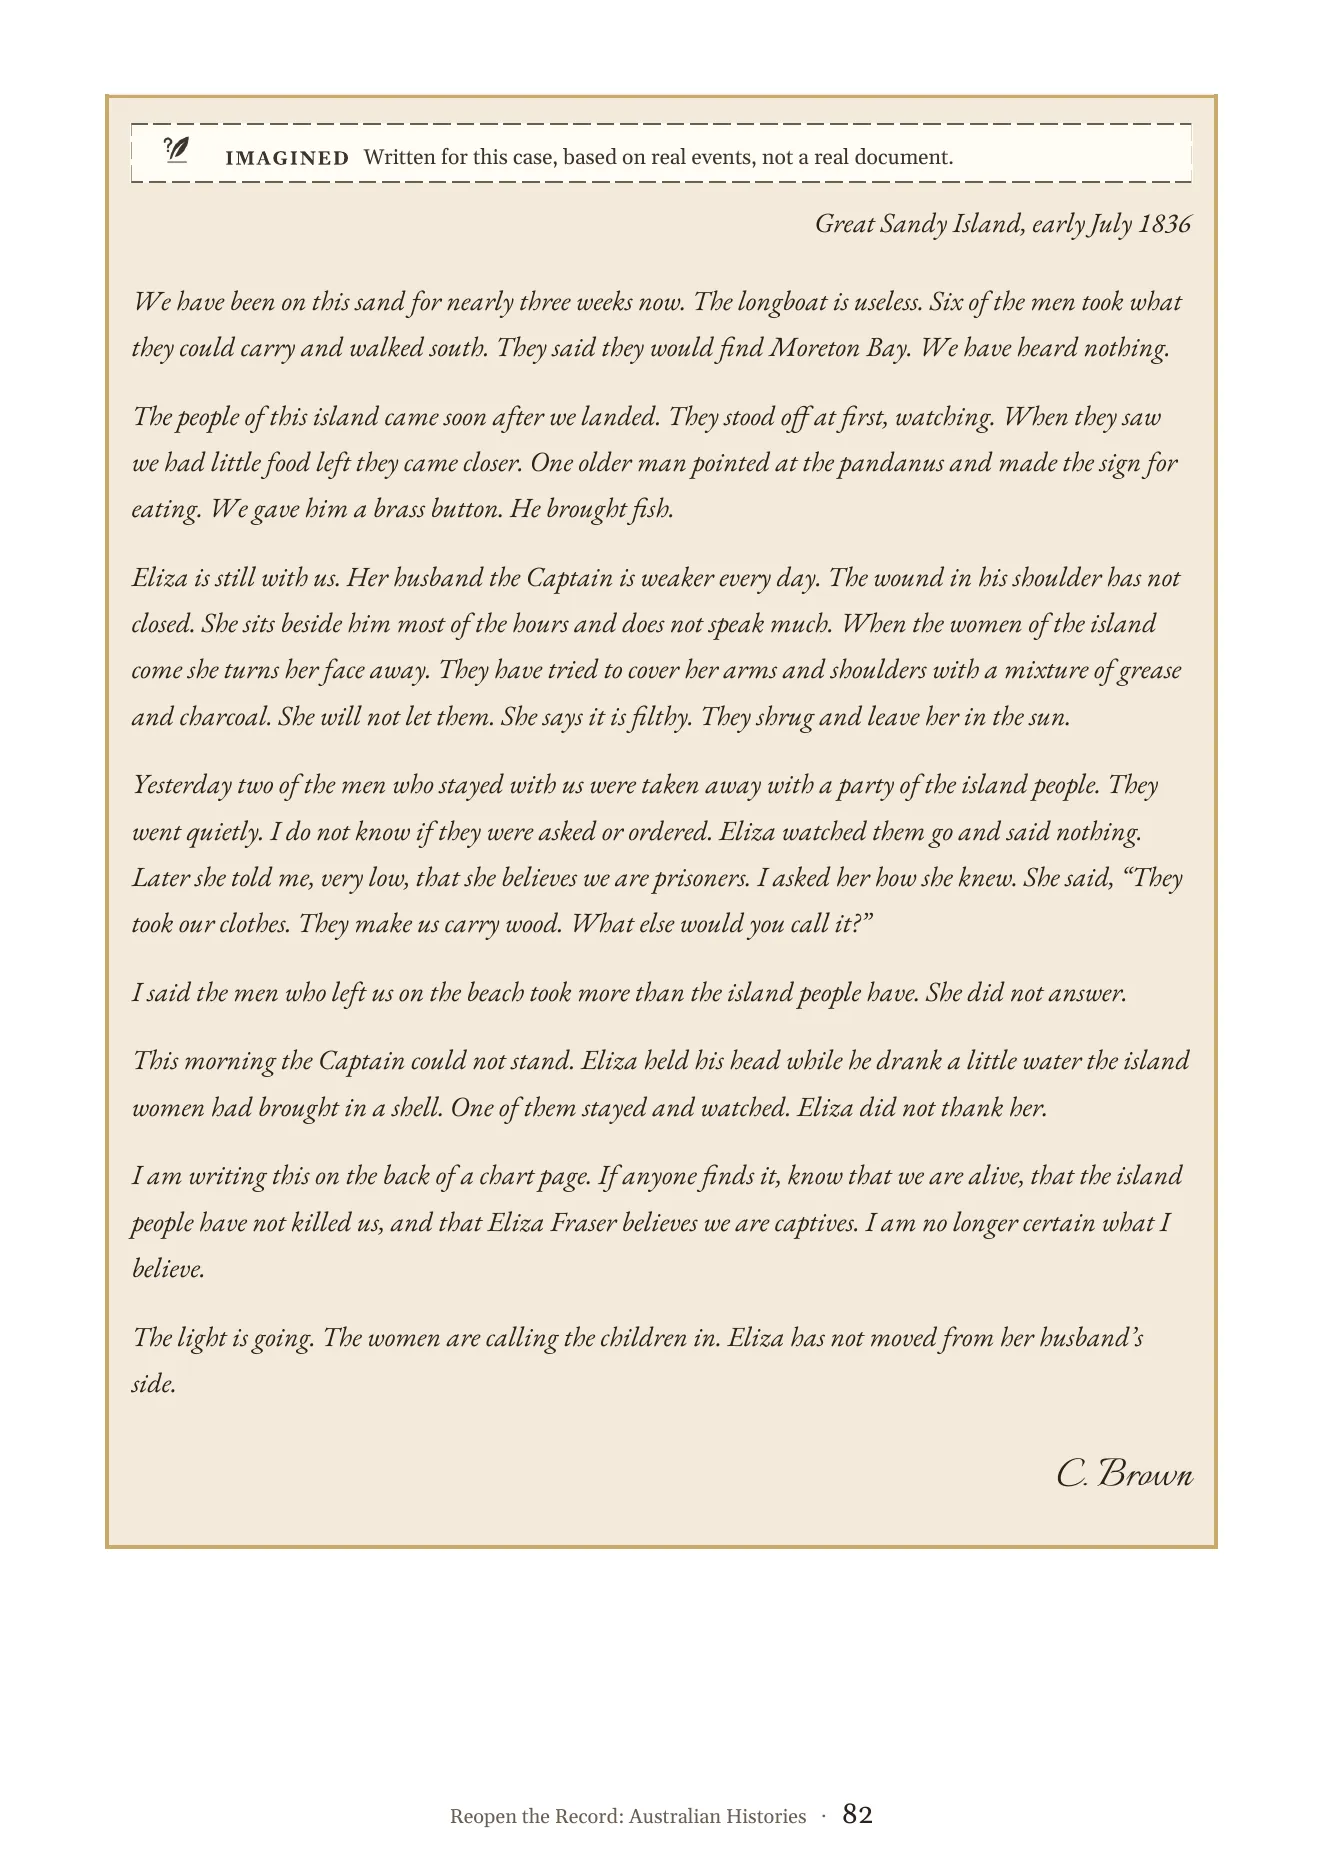 IMAGINED Written for this case, based on real events, not a real document.
Great Sandy Island, early July 1836
We have been on this sand for nearly three weeks now. The longboat is useless. Six of the men took what
they could carry and walked south. They said they would find Moreton Bay. We have heard nothing.
The people of this island came soon after we landed. They stood off at first, watching. When they saw
we had little food left they came closer. One older man pointed at the pandanus and made the sign for
eating. We gave him a brass button. He brought fish.
Eliza is still with us. Her husband the Captain is weaker every day. The wound in his shoulder has not
closed. She sits beside him most of the hours and does not speak much. When the women of the island
come she turns her face away. They have tried to cover her arms and shoulders with a mixture of grease
and charcoal. She will not let them. She says it is filthy. They shrug and leave her in the sun.
Yesterday two of the men who stayed with us were taken away with a party of the island people. They
went quietly. I do not know if they were asked or ordered. Eliza watched them go and said nothing.
Later she told me, very low, that she believes we are prisoners. I asked her how she knew. She said, “They
took our clothes. They make us carry wood. What else would you call it?”
I said the men who left us on the beach took more than the island people have. She did not answer.
This morning the Captain could not stand. Eliza held his head while he drank a little water the island
women had brought in a shell. One of them stayed and watched. Eliza did not thank her.
I am writing this on the back of a chart page. If anyone finds it, know that we are alive, that the island
people have not killed us, and that Eliza Fraser believes we are captives. I am no longer certain what I
believe.
The light is going. The women are calling the children in. Eliza has not moved from her husband’s
side.
C. Brown
Reopen the Record: Australian Histories · 82